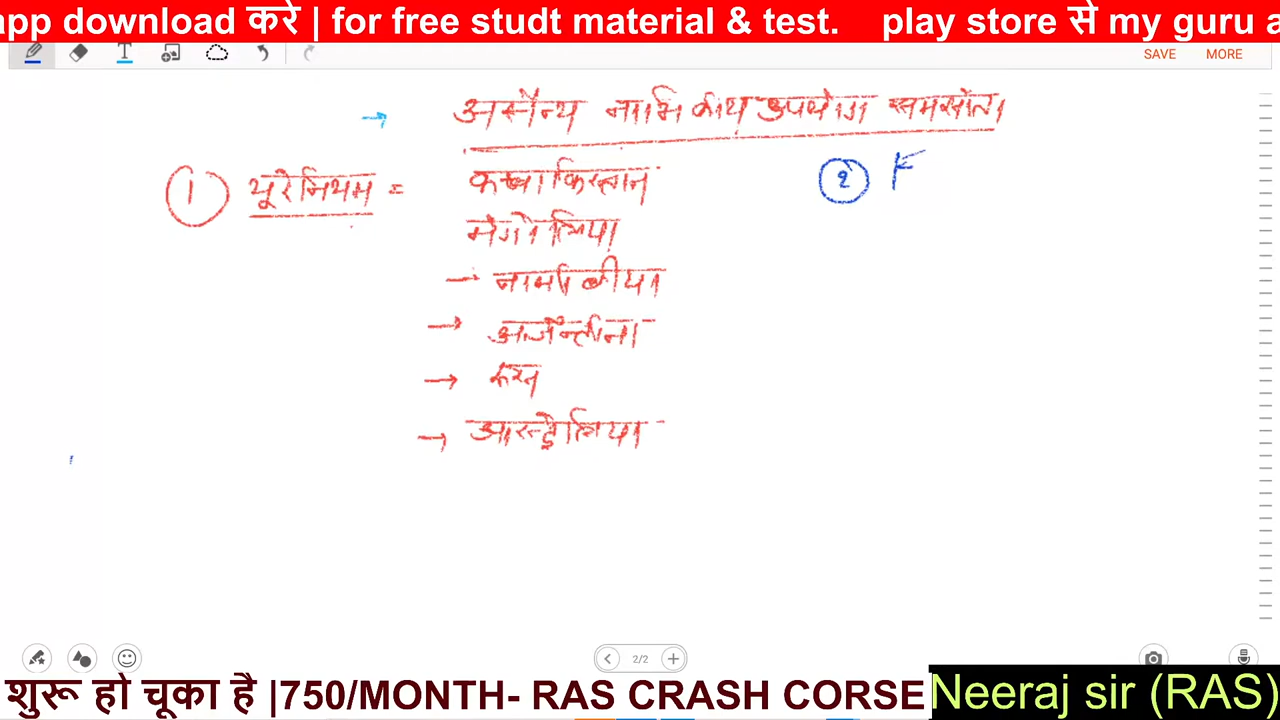 app download करे | for free studt material & test. play store से my guru a
T SAVE MORE
→ असैन्य नाभिकीय उपयोग समझोता
① यूरेनियम = कजाकिस्तान
② F
मंगोलिया
→ नामीबीया
→ अर्जेन्तीना
→ रूस
→ आस्ट्रेलिया
2/2
शुरू हो चूका है |750/MONTH- RAS CRASH CORSE Neeraj sir (RAS)